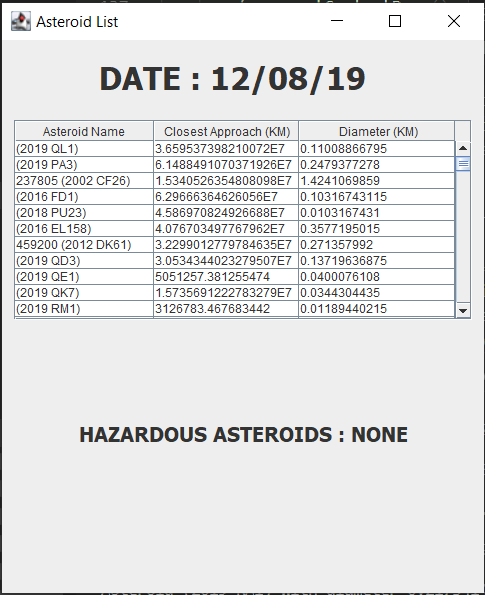 Asteroid List
DATE : 12/08/19
Asteroid Name Closest Approach (KM) Diameter (KM)
(2019 QL1) 3.659537398210072E7 0.11008866795
(2019 PA3) 6.1488491070371926E7 0.2479377278
237805 (2002 CF26) 1.5340526354808098E7 1.4241069859
(2016 FD1) 6.29666364626056E7 0.10316743115
(2018 PU23) 4.586970824926688E7 0.0103167431
(2016 EL158) 4.076703497767962E7 0.3577195015
459200 (2012 DK61) 3.2299012779784635E7 0.271357992
(2019 QD3) 3.0534344023279507E7 0.13719636875
(2019 QE1) 5051257.381255474 0.0400076108
(2019 QK7) 1.5735691222783279E7 0.0344304435
(2019 RM1) 3126783.467683442 0.01189440215
HAZARDOUS ASTEROIDS : NONE